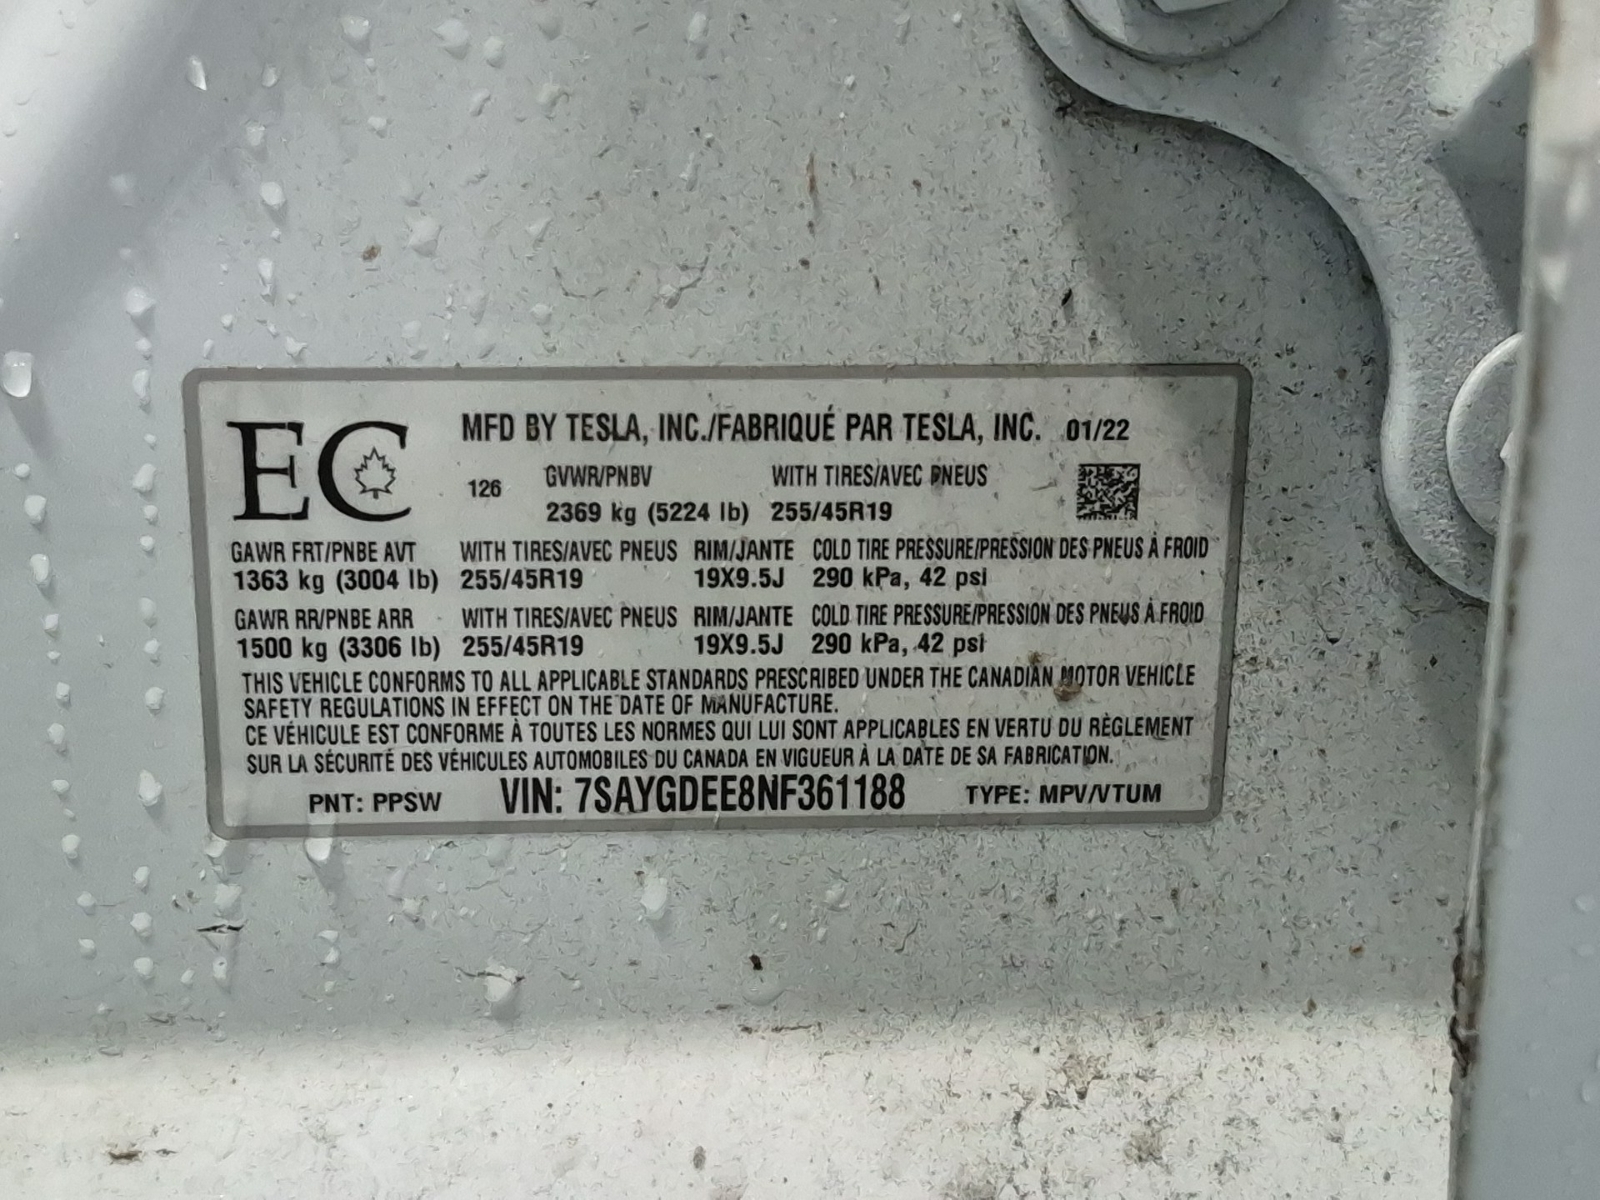 EC MFD BY TESLA, INC./FABRIQUÉ PAR TESLA, INC. 01/22
126 GVWR/PNBV WITH TIRES/AVEC PNEUS
2369 kg (5224 lb) 255/45R19
GAWR FRT/PNBE AVT WITH TIRES/AVEC PNEUS RIM/JANTE COLD TIRE PRESSURE/PRESSION DES PNEUS À FROID
1363 kg (3004 lb) 255/45R19 19X9.5J 290 kPa, 42 psi
GAWR RR/PNBE ARR WITH TIRES/AVEC PNEUS RIM/JANTE COLD TIRE PRESSURE/PRESSION DES PNEUS À FROID
1500 kg (3306 lb) 255/45R19 19X9.5J 290 kPa, 42 psi
THIS VEHICLE CONFORMS TO ALL APPLICABLE STANDARDS PRESCRIBED UNDER THE CANADIAN MOTOR VEHICLE
SAFETY REGULATIONS IN EFFECT ON THE DATE OF MANUFACTURE.
CE VÉHICULE EST CONFORME À TOUTES LES NORMES QUI LUI SONT APPLICABLES EN VERTU DU RÈGLEMENT
SUR LA SÉCURITÉ DES VÉHICULES AUTOMOBILES DU CANADA EN VIGUEUR À LA DATE DE SA FABRICATION.
PNT: PPSW VIN: 7SAYGDEE8NF361188 TYPE: MPV/VTUM